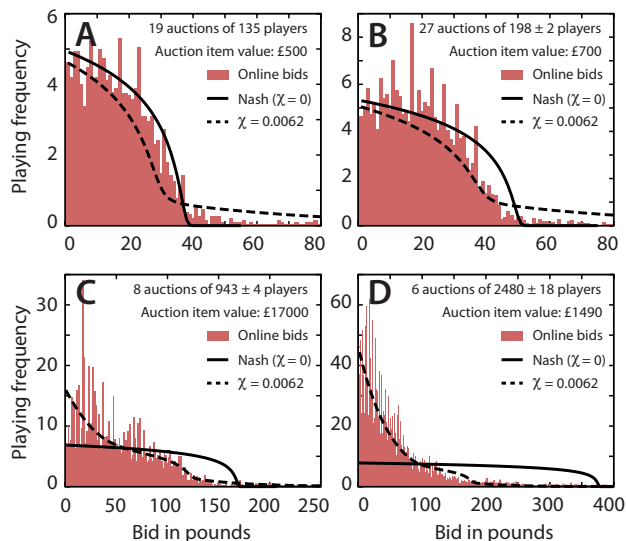 A
19 auctions of 135 players
Auction item value: £500
Online bids
Nash (χ = 0)
χ = 0.0062
Playing frequency
6
4
2
0
0 20 40 60 80
B
27 auctions of 198 ± 2 players
Auction item value: £700
Online bids
Nash (χ = 0)
χ = 0.0062
8
6
4
2
0
0 20 40 60 80
C
8 auctions of 943 ± 4 players
Auction item value: £17000
Online bids
Nash (χ = 0)
χ = 0.0062
Playing frequency
30
20
10
0
0 50 100 150 200 250
Bid in pounds
D
6 auctions of 2480 ± 18 players
Auction item value: £1490
Online bids
Nash (χ = 0)
χ = 0.0062
60
40
20
0
0 100 200 300 400
Bid in pounds